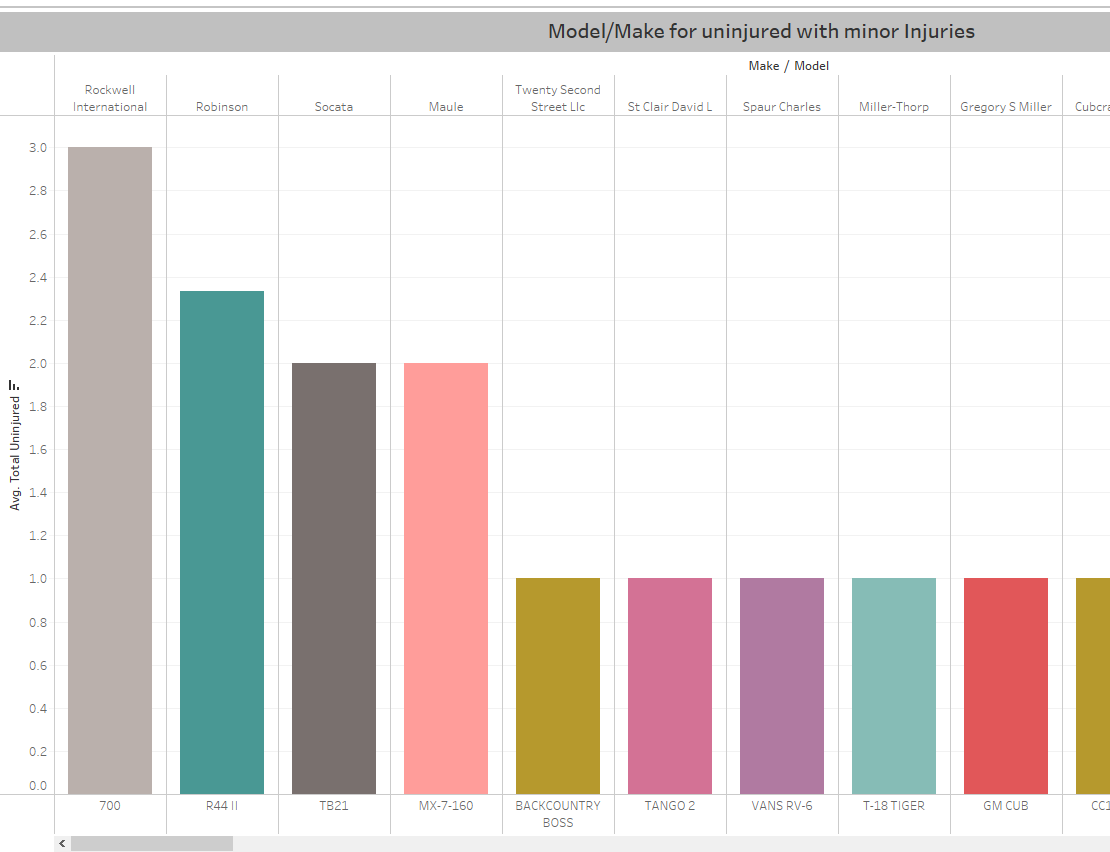 Model/Make for uninjured with minor Injuries
Make / Model
Rockwell
International
Robinson
Socata
Maule
Twenty Second
Street Llc
St Clair David L
Spaur Charles
Miller-Thorp
Gregory S Miller
Cubcra
3.0
2.8
2.6
2.4
2.2
2.0
1.8
1.6
1.4
1.2
1.0
0.8
0.6
0.4
0.2
0.0
Avg. Total Uninjured
700
R44 II
TB21
MX-7-160
BACKCOUNTRY
BOSS
TANGO 2
VANS RV-6
T-18 TIGER
GM CUB
CC1